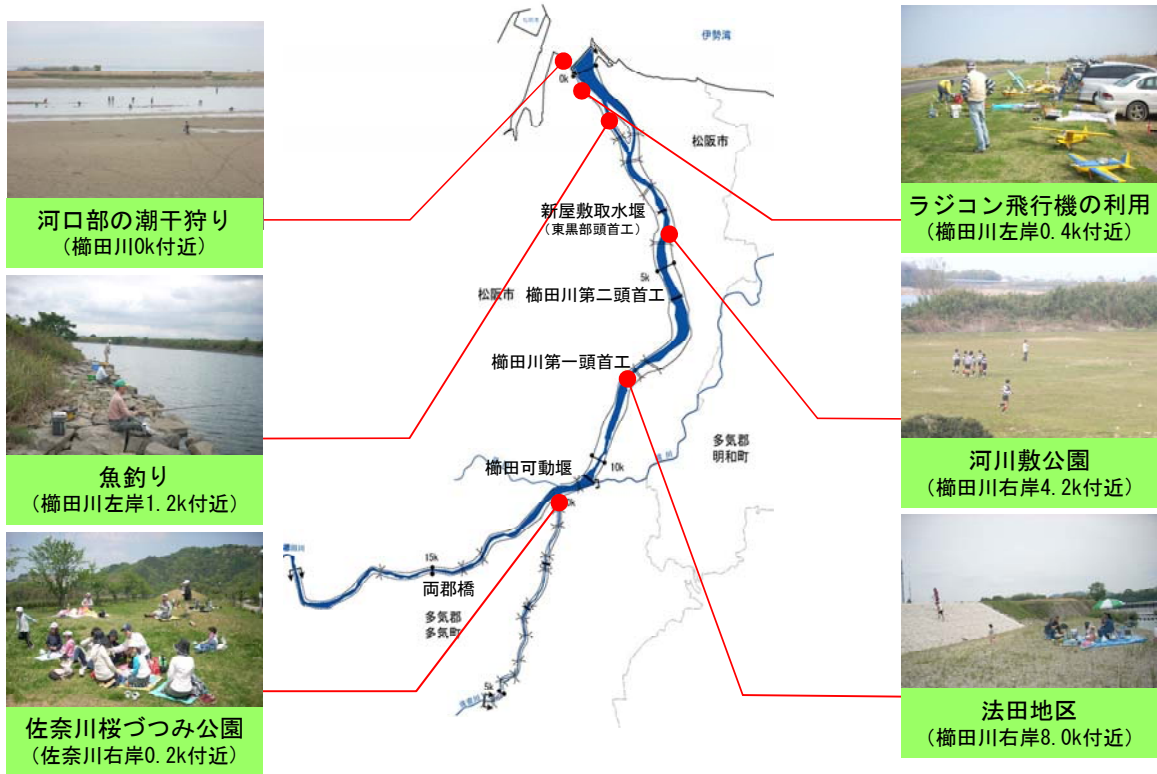 伊勢湾
0k
松阪市
新屋敷取水堰
（東黒部頭首工）
5k
松阪市
櫛田川第二頭首工
櫛田川第一頭首工
多気郡
明和町
櫛田可動堰
10k
0k
15k
両郡橋
多気郡
多気町
5k
河口部の潮干狩り
（櫛田川0k付近）
魚釣り
（櫛田川左岸1.2k付近）
佐奈川桜づつみ公園
（佐奈川右岸0.2k付近）
ラジコン飛行機の利用
（櫛田川左岸0.4k付近）
河川敷公園
（櫛田川右岸4.2k付近）
法田地区
（櫛田川右岸8.0k付近）